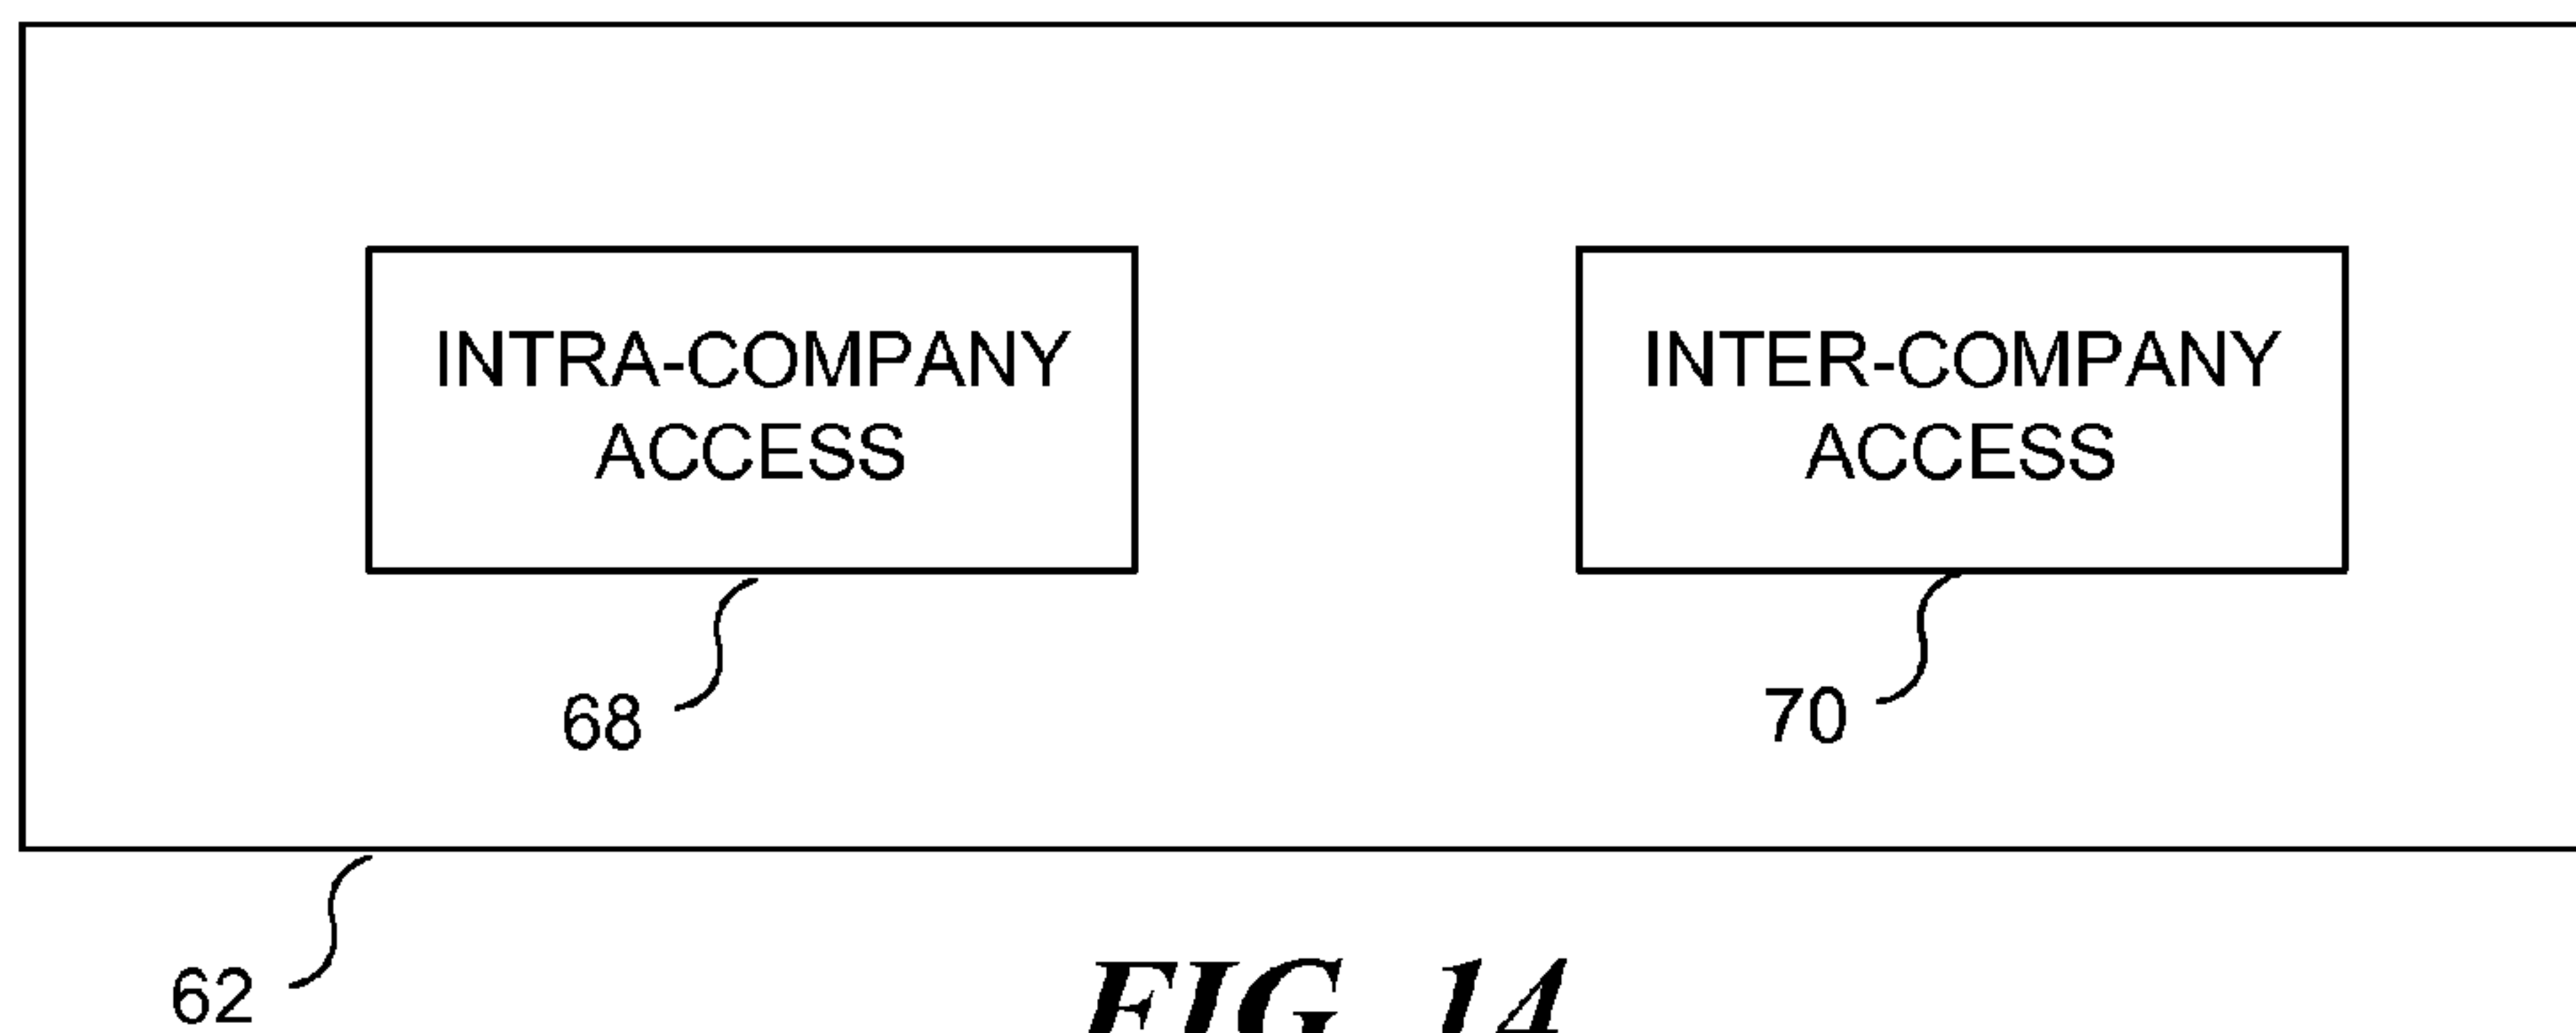 INTRA-COMPANY
ACCESS
INTER-COMPANY
ACCESS
68
70
62
FIG. 14